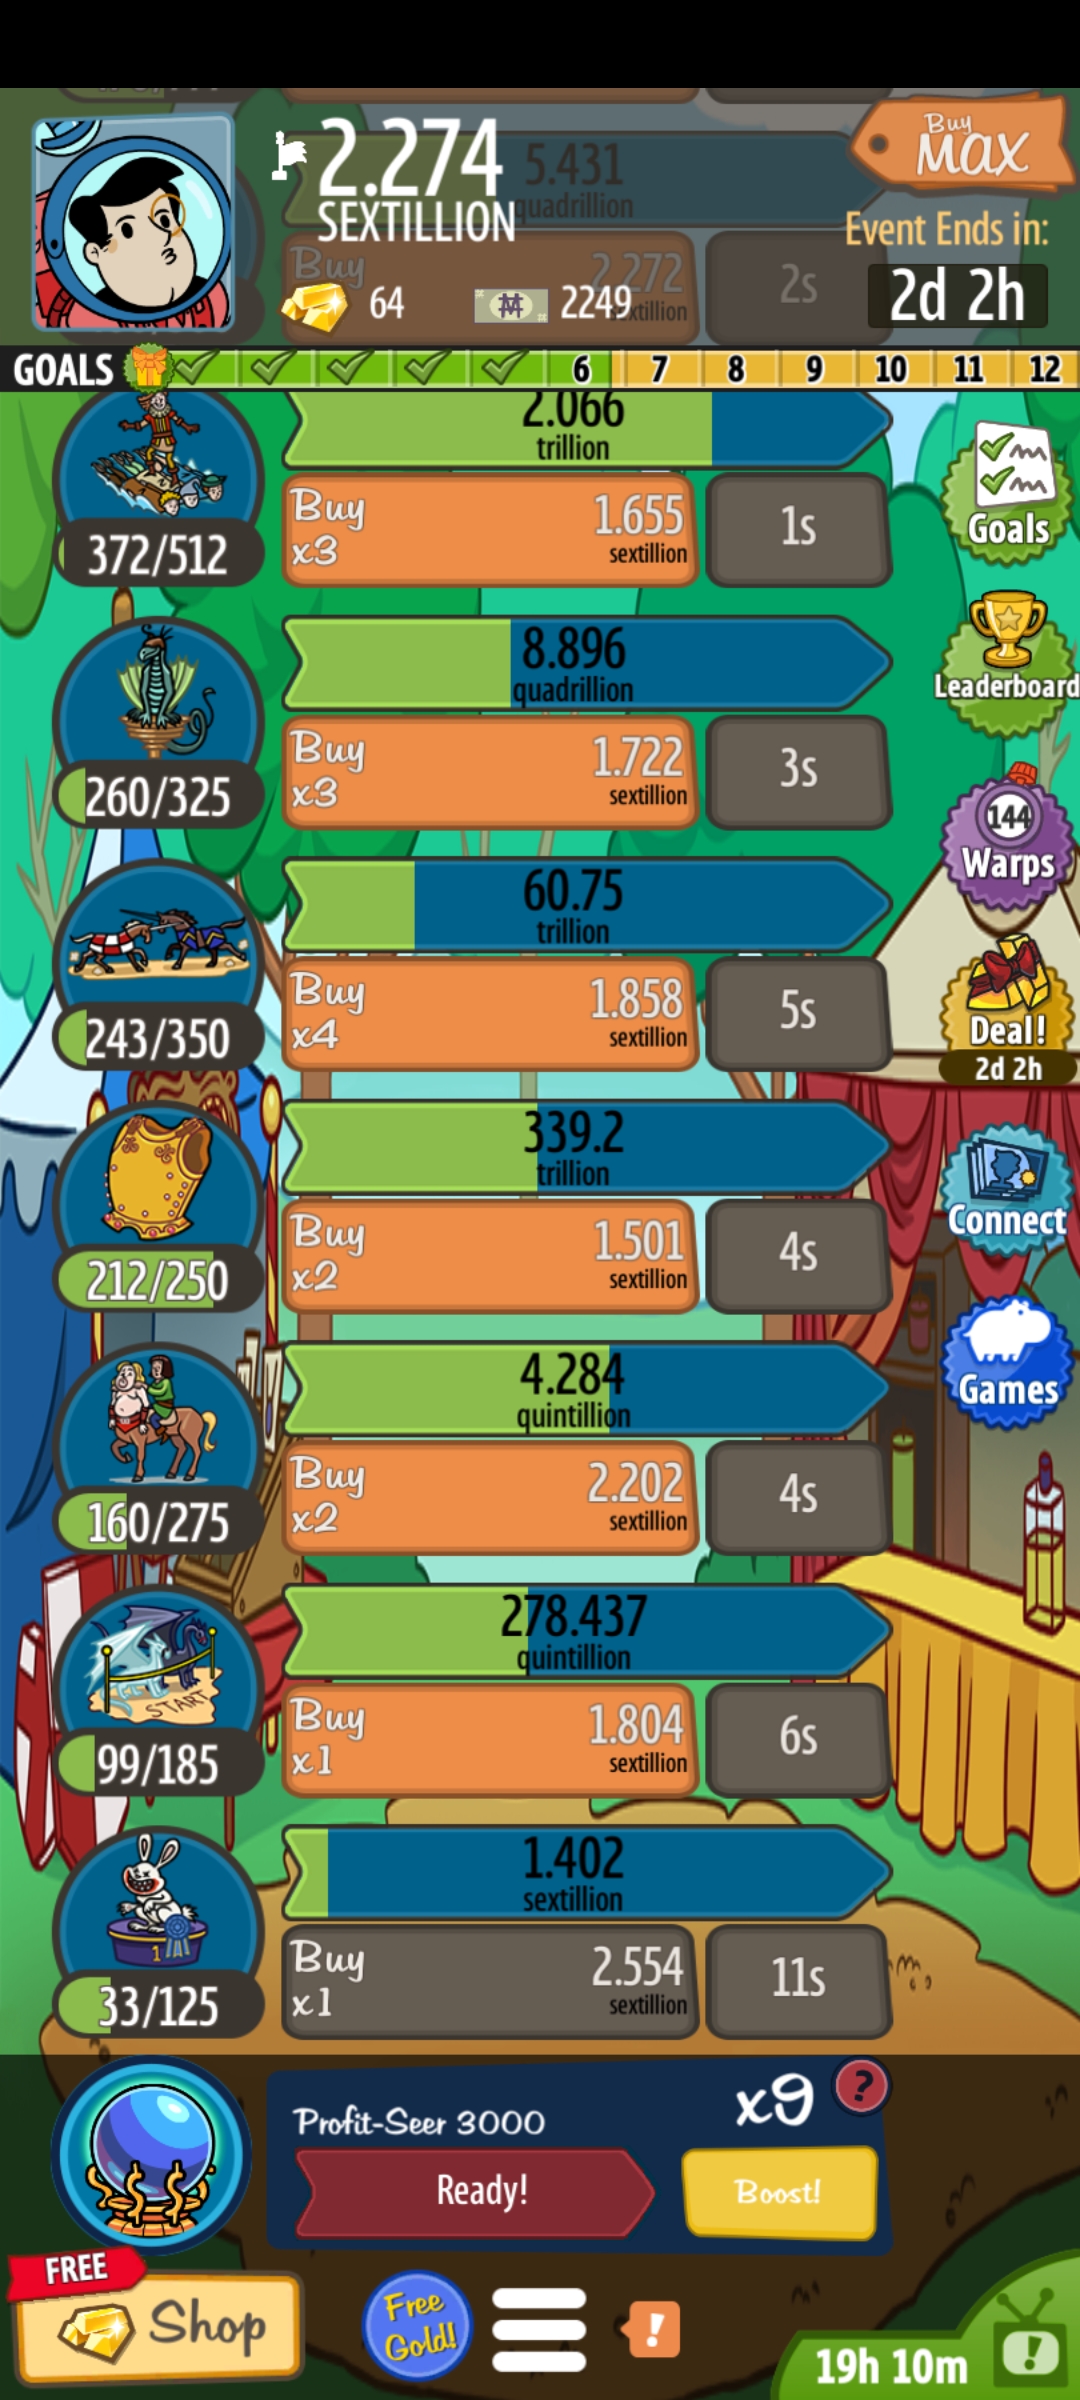 2.274
SEXTILLION
5.431
quadrillion
Buy
MAX
Event Ends in:
2d 2h
Buy
2.272
sextillion
2s
64
2249
GOALS 6 7 8 9 10 11 12
2.066
trillion
372/512
Buy
x3
1.655
sextillion
1s
Goals
8.896
quadrillion
260/325
Buy
x3
1.722
sextillion
3s
Leaderboard
144
Warps
60.75
trillion
243/350
Buy
x4
1.858
sextillion
5s
Deal!
2d 2h
339.2
trillion
212/250
Buy
x2
1.501
sextillion
4s
Connect
4.284
quintillion
160/275
Buy
x2
2.202
sextillion
4s
Games
278.437
quintillion
START
99/185
Buy
x1
1.804
sextillion
6s
1.402
sextillion
1
33/125
Buy
x1
2.554
sextillion
11s
Profit-Seer 3000
x9
?
Ready!
Boost!
FREE
Shop
Free
Gold!
!
19h 10m
!